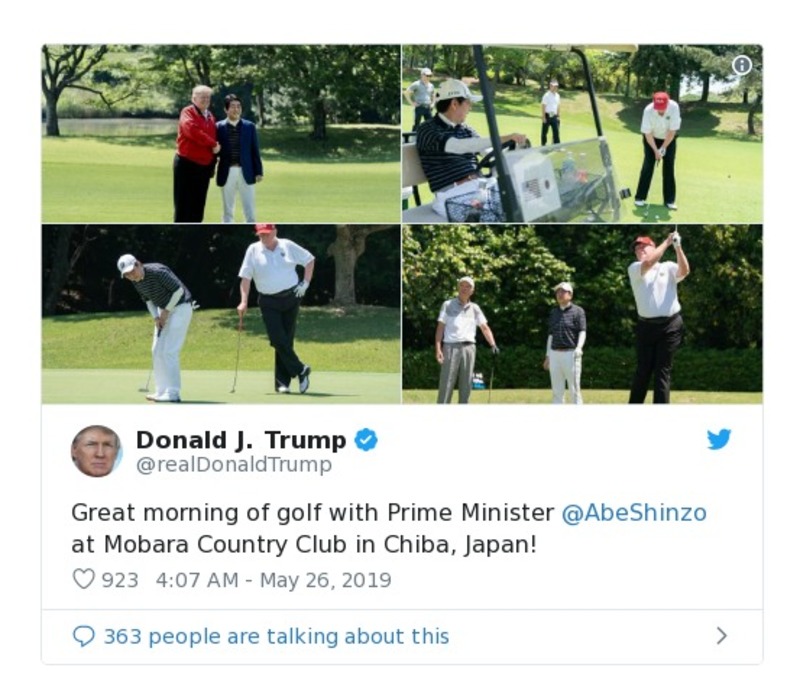 Donald J. Trump
@realDonaldTrump
Great morning of golf with Prime Minister @AbeShinzo
at Mobara Country Club in Chiba, Japan!
923 4:07 AM - May 26, 2019
363 people are talking about this